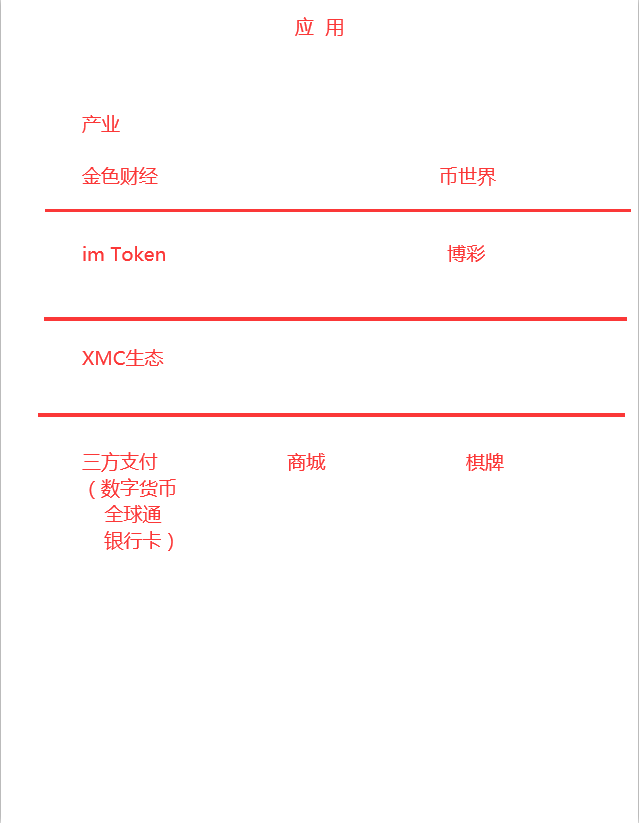 应 用
产业
金色财经 币世界
im Token 博彩
XMC生态
三方支付 商城 棋牌
（数字货币
全球通
银行卡）